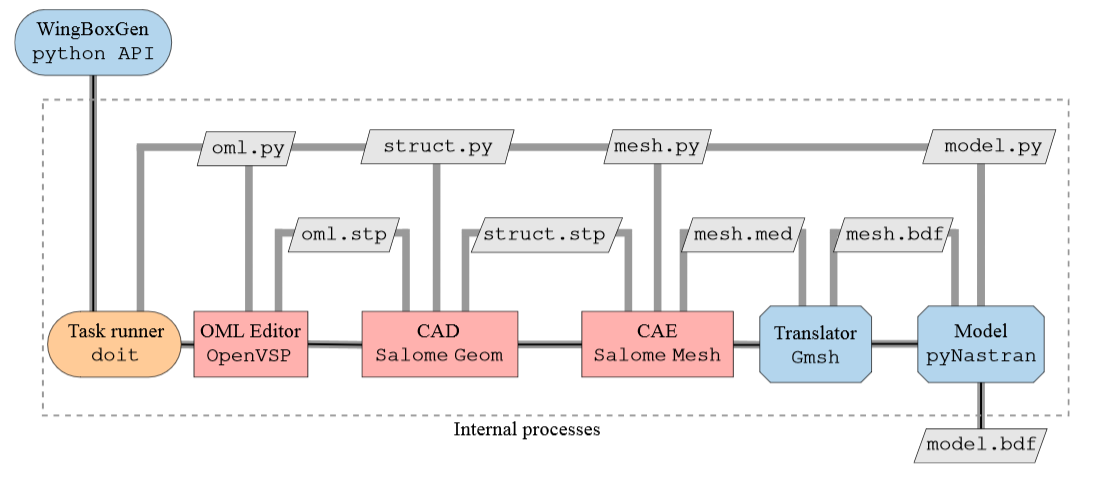 WingBoxGen
python API
oml.py
struct.py
mesh.py
model.py
oml.stp
struct.stp
mesh.med
mesh.bdf
Task runner
doit
OML Editor
OpenVSP
CAD
Salome Geom
CAE
Salome Mesh
Translator
Gmsh
Model
pyNastran
Internal processes
model.bdf